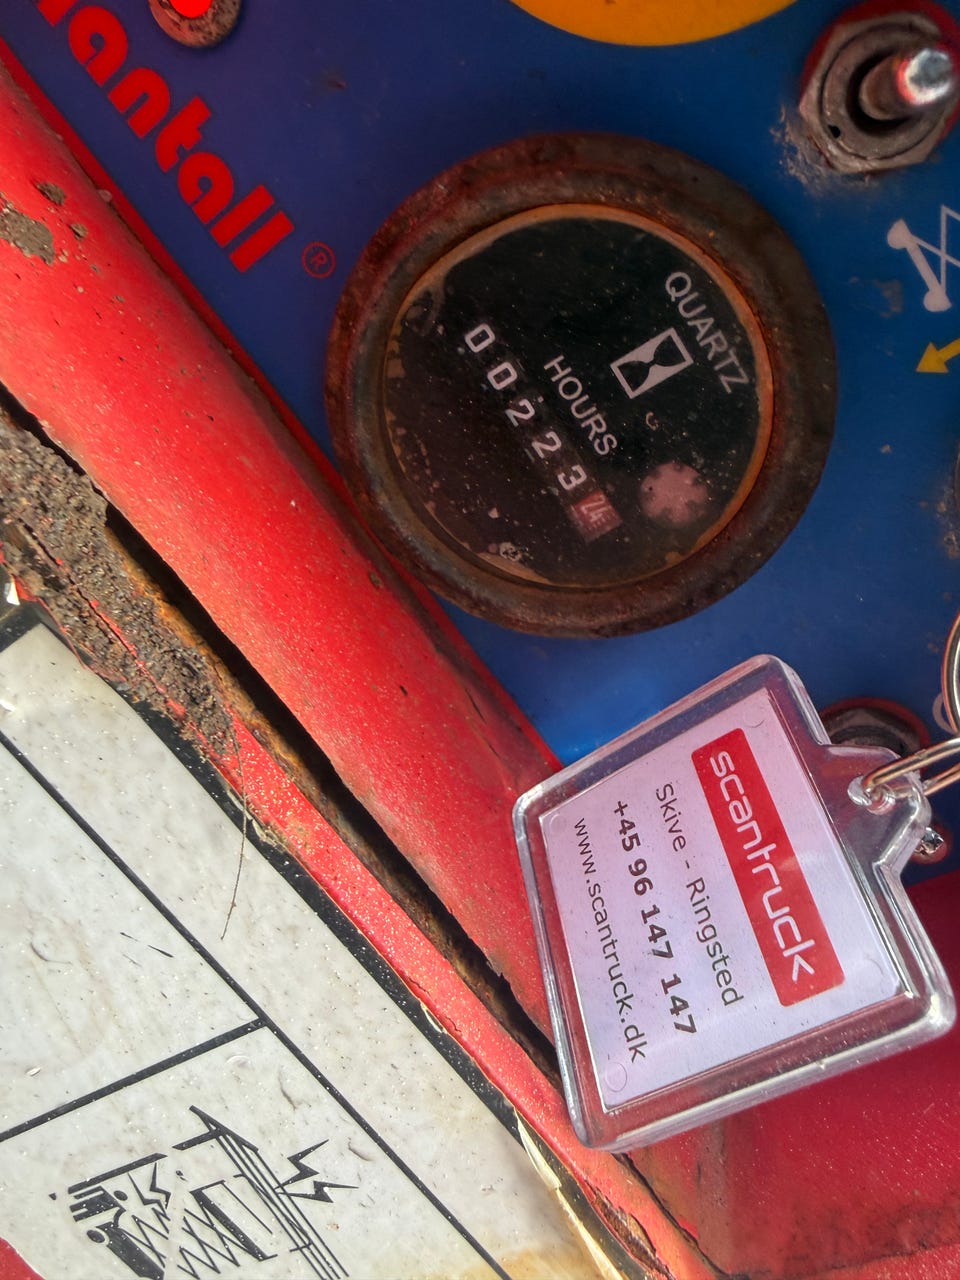 antall ®
QUARTZ
HOURS
00223
scantruck
Skive - Ringsted
+45 96 147 147
www.scantruck.dk